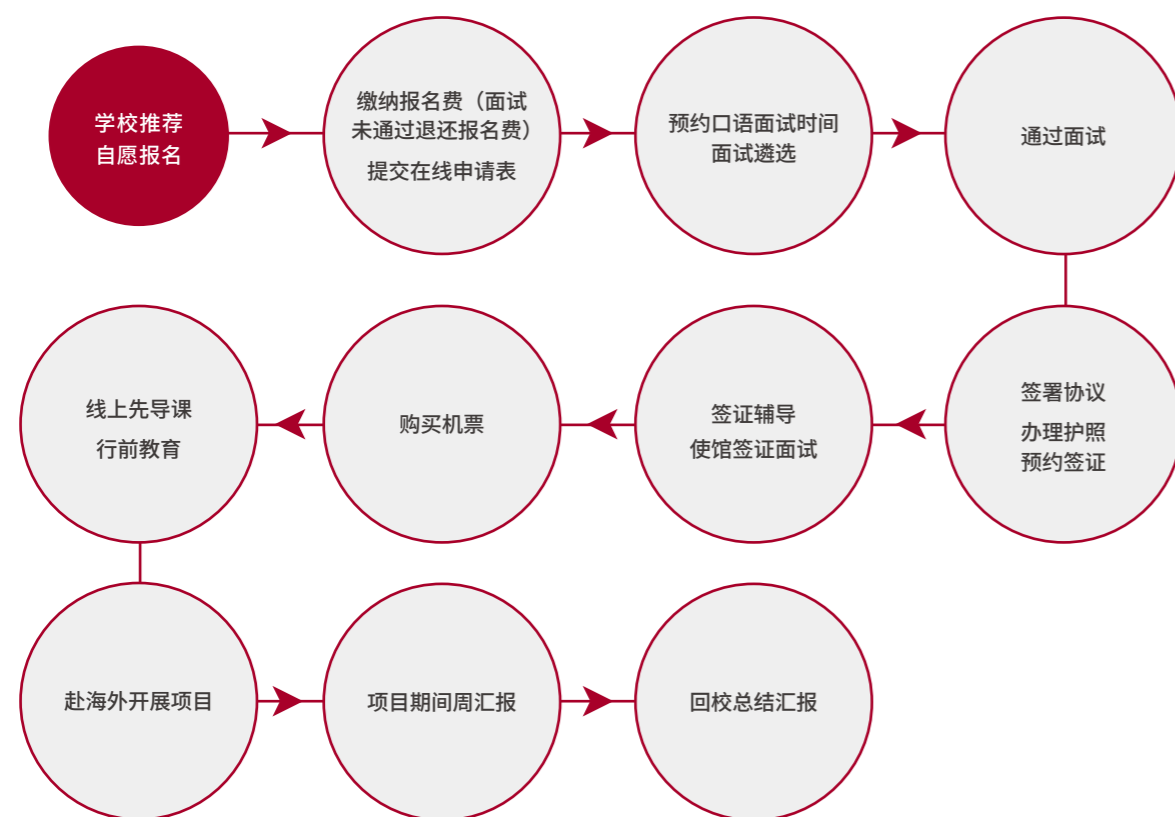 学校推荐
自愿报名
缴纳报名费（面试
未通过退还报名费）
提交在线申请表
预约口语面试时间
面试遴选
通过面试
签署协议
办理护照
预约签证
签证辅导
使馆签证面试
购买机票
线上先导课
行前教育
赴海外开展项目
项目期间周汇报
回校总结汇报